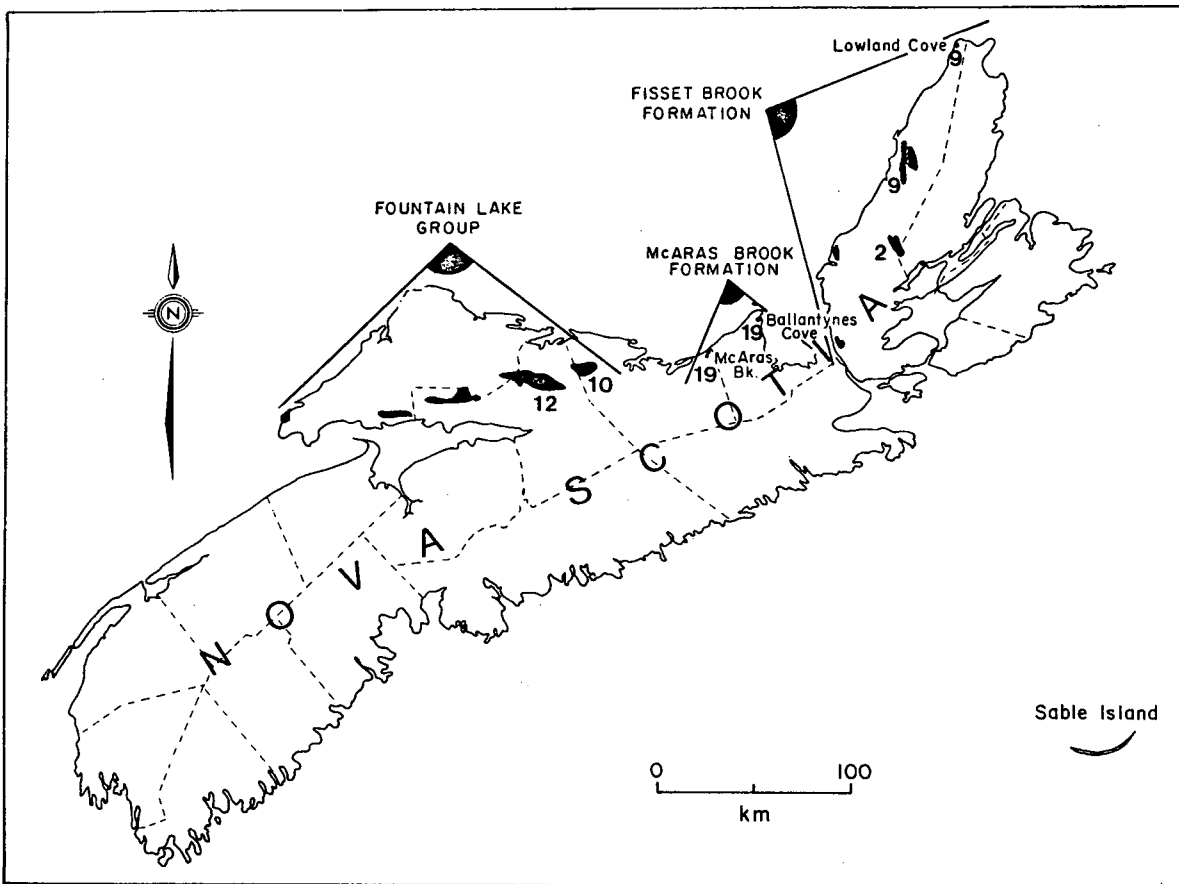 Lowland Cove
9
FISSET BROOK
FORMATION
9
FOUNTAIN LAKE
GROUP
2
McARAS BROOK
FORMATION
N
A
19
Ballantynes
Cove
19
McAras
Bk.
10
12
O
C
S
A
V
O
N
Sable Island
0 100
km